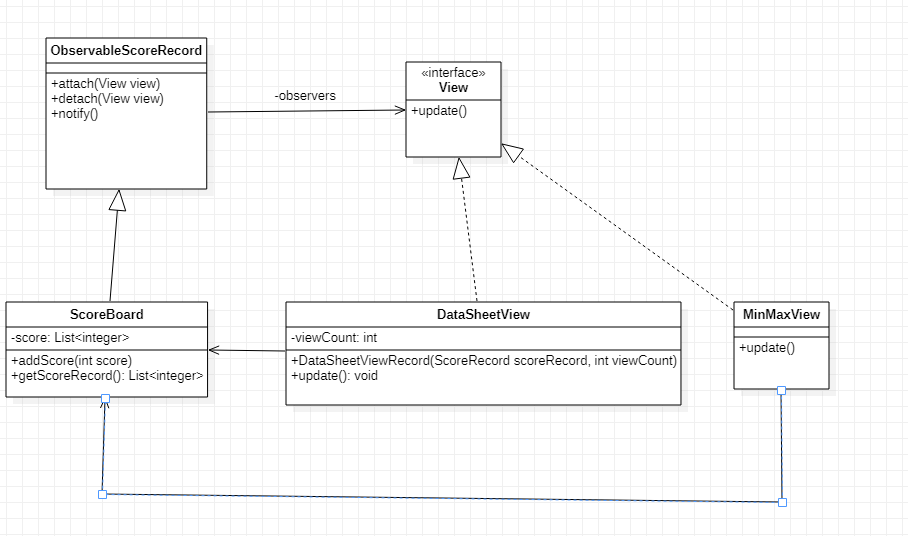 ObservableScoreRecord
+attach(View view)
+detach(View view)
+notify()
-observers
«interface»
View
+update()
ScoreBoard
-score: List<integer>
+addScore(int score)
+getScoreRecord(): List<integer>
DataSheetView
-viewCount: int
+DataSheetViewRecord(ScoreRecord scoreRecord, int viewCount)
+update(): void
MinMaxView
+update()